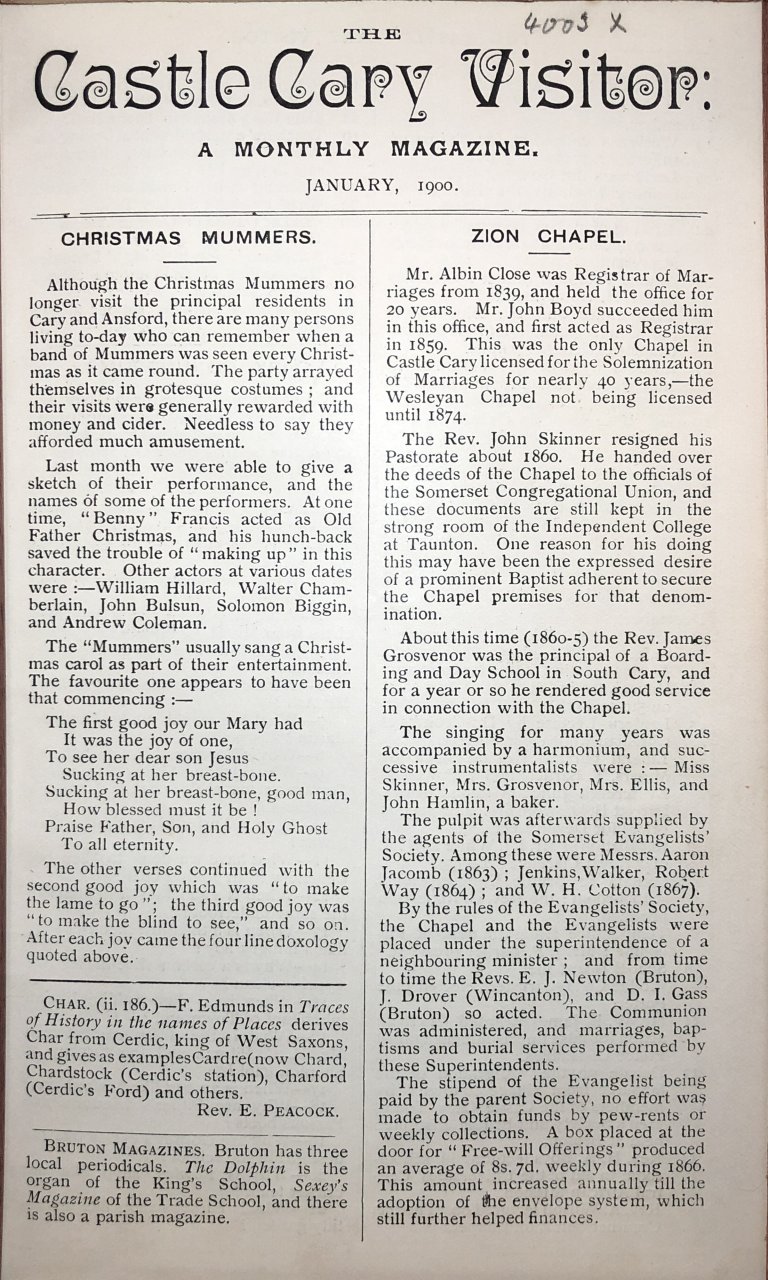 4003 X
THE
Castle Cary Visitor:
A MONTHLY MAGAZINE.
JANUARY, 1900.
CHRISTMAS MUMMERS.
Although the Christmas Mummers no
longer visit the principal residents in
Cary and Ansford, there are many persons
living to-day who can remember when a
band of Mummers was seen every Christ-
mas as it came round. The party arrayed
themselves in grotesque costumes ; and
their visits were generally rewarded with
money and cider. Needless to say they
afforded much amusement.
Last month we were able to give a
sketch of their performance, and the
names of some of the performers. At one
time, "Benny" Francis acted as Old
Father Christmas, and his hunch-back
saved the trouble of "making up" in this
character. Other actors at various dates
were :—William Hillard, Walter Cham-
berlain, John Bulsun, Solomon Biggin,
and Andrew Coleman.
The "Mummers" usually sang a Christ-
mas carol as part of their entertainment.
The favourite one appears to have been
that commencing :—
The first good joy our Mary had
It was the joy of one,
To see her dear son Jesus
Sucking at her breast-bone.
Sucking at her breast-bone, good man,
How blessed must it be !
Praise Father, Son, and Holy Ghost
To all eternity.
The other verses continued with the
second good joy which was "to make
the lame to go"; the third good joy was
"to make the blind to see," and so on.
After each joy came the four line doxology
quoted above.
CHAR. (ii. 186.)—F. Edmunds in Traces
of History in the names of Places derives
Char from Cerdic, king of West Saxons,
and gives as examples Cardre(now Chard,
Chardstock (Cerdic's station), Charford
(Cerdic's Ford) and others.
Rev. E. PEACOCK.
BRUTON MAGAZINES. Bruton has three
local periodicals. The Dolphin is the
organ of the King's School, Sexey's
Magazine of the Trade School, and there
is also a parish magazine.
ZION CHAPEL.
Mr. Albin Close was Registrar of Mar-
riages from 1839, and held the office for
20 years. Mr. John Boyd succeeded him
in this office, and first acted as Registrar
in 1859. This was the only Chapel in
Castle Cary licensed for the Solemnization
of Marriages for nearly 40 years,—the
Wesleyan Chapel not being licensed
until 1874.
The Rev. John Skinner resigned his
Pastorate about 1860. He handed over
the deeds of the Chapel to the officials of
the Somerset Congregational Union, and
these documents are still kept in the
strong room of the Independent College
at Taunton. One reason for his doing
this may have been the expressed desire
of a prominent Baptist adherent to secure
the Chapel premises for that denom-
ination.
About this time (1860-5) the Rev. James
Grosvenor was the principal of a Board-
ing and Day School in South Cary, and
for a year or so he rendered good service
in connection with the Chapel.
The singing for many years was
accompanied by a harmonium, and suc-
cessive instrumentalists were :— Miss
Skinner, Mrs. Grosvenor, Mrs. Ellis, and
John Hamlin, a baker.
The pulpit was afterwards supplied by
the agents of the Somerset Evangelists'
Society. Among these were Messrs. Aaron
Jacomb (1863) ; Jenkins,Walker, Robert
Way (1864) ; and W. H. Cotton (1867).
By the rules of the Evangelists' Society,
the Chapel and the Evangelists were
placed under the superintendence of a
neighbouring minister ; and from time
to time the Revs. E. J. Newton (Bruton),
J. Drover (Wincanton), and D. I. Gass
(Bruton) so acted. The Communion
was administered, and marriages, bap-
tisms and burial services performed by
these Superintendents.
The stipend of the Evangelist being
paid by the parent Society, no effort was
made to obtain funds by pew-rents or
weekly collections. A box placed at the
door for "Free-will Offerings" produced
an average of 8s. 7d. weekly during 1866.
This amount increased annually till the
adoption of the envelope system, which
still further helped finances.